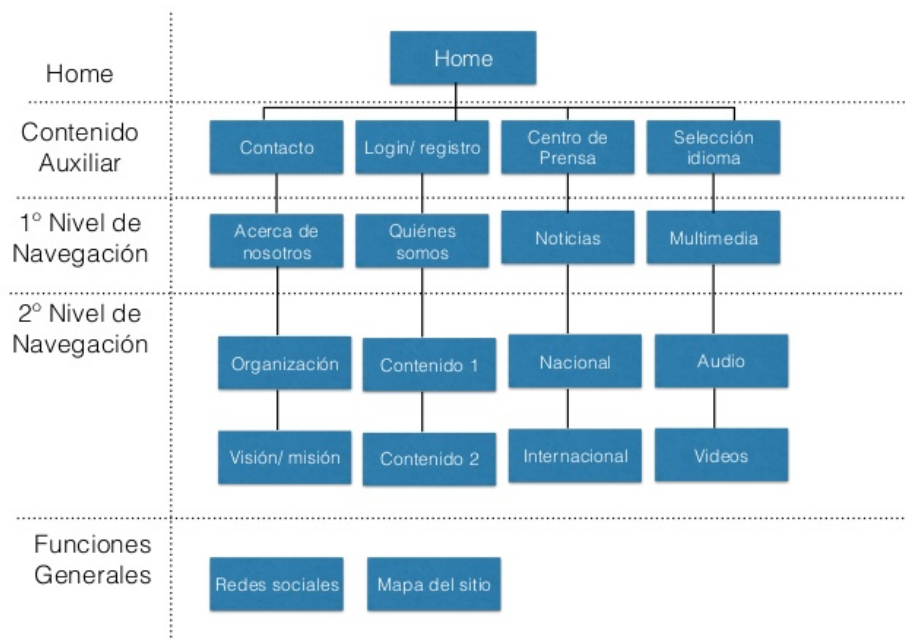 Home
Home
Contenido
Auxiliar
Contacto
Login/ registro
Centro de
Prensa
Selección
idioma
1º Nivel de
Navegación
Acerca de
nosotros
Quiénes
somos
Noticias
Multimedia
2º Nivel de
Navegación
Organización
Contenido 1
Nacional
Audio
Visión/ misión
Contenido 2
Internacional
Videos
Funciones
Generales
Redes sociales
Mapa del sitio